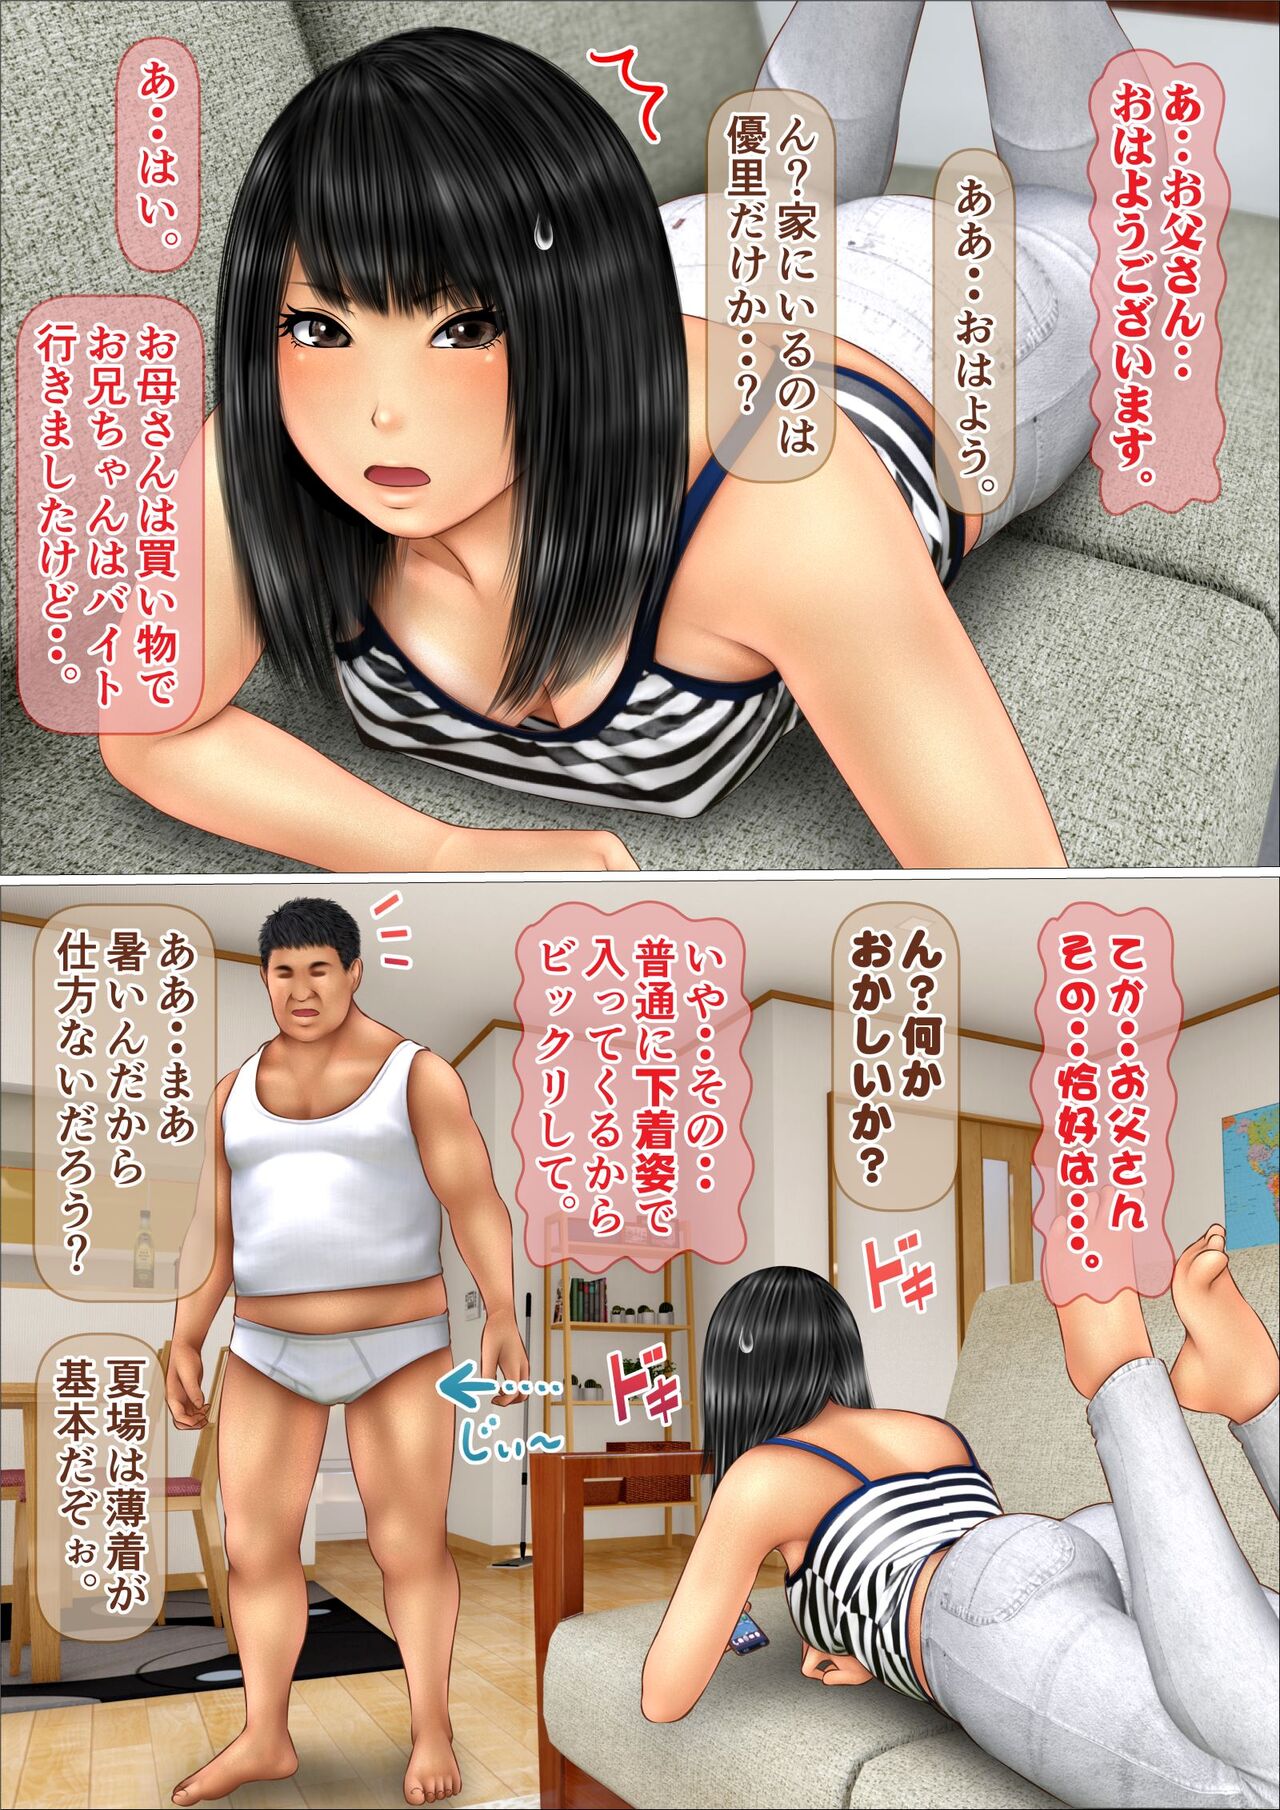 あ・・お父さん・・
おはようございます。
ああ・・おはよう。
ん？家にいるのは
優里だけか・・・？
あ・・はい。
お母さんは買い物で
お兄ちゃんはバイト
行きましたけど・・。
てか・・お父さん
その・・恰好は・・・。
ん？何か
おかしいか？
いや・・その・・
普通に下着姿で
入ってくるから
ビックリして。
ドキ
ドキ
じぃ〜
ああ・・まあ
暑いんだから
仕方ないだろう？
夏場は薄着が
基本だぞぉ。